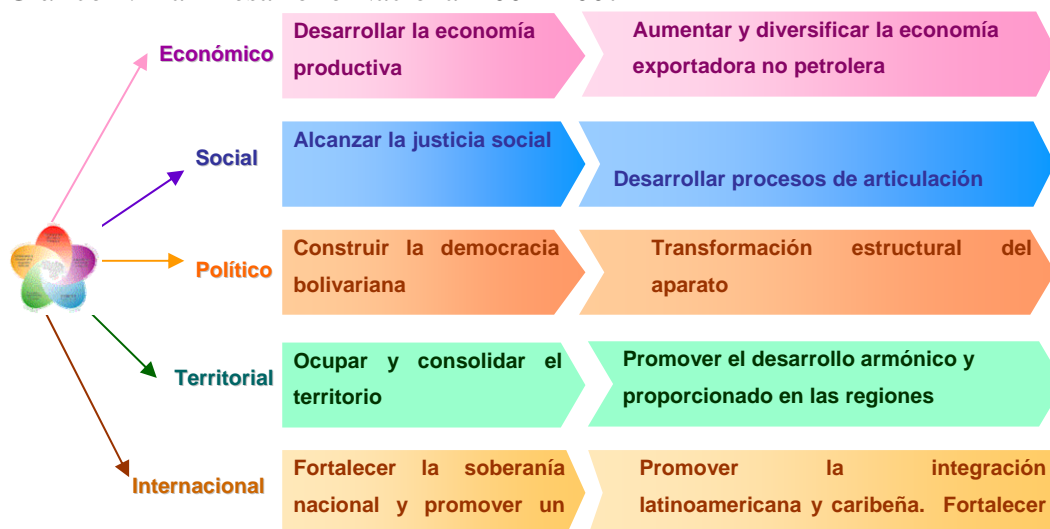 Económico
Desarrollar la economía
productiva
Aumentar y diversificar la economía
exportadora no petrolera
Social
Alcanzar la justicia social
Desarrollar procesos de articulación
Político
Construir la democracia
bolivariana
Transformación estructural del
aparato
Territorial
Ocupar y consolidar el
territorio
Promover el desarrollo armónico y
proporcionado en las regiones
Internacional
Fortalecer la soberanía
nacional y promover un
Promover la integración
latinoamericana y caribeña. Fortalecer